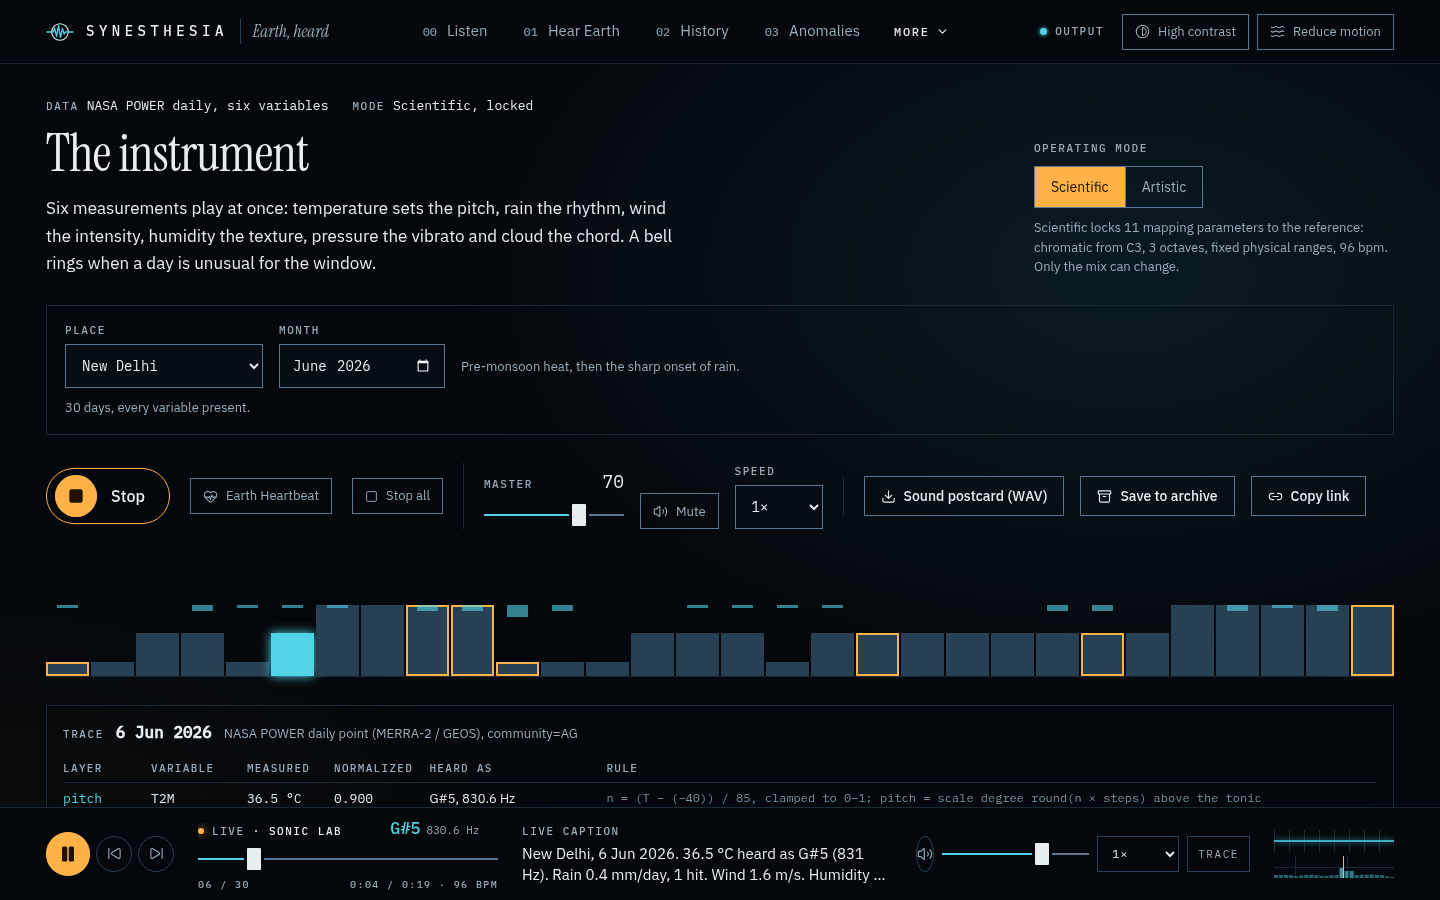 SYNESTHESIA Earth, heard 00 Listen 01 Hear Earth 02 History 03 Anomalies MORE OUTPUT High contrast Reduce motion
DATA NASA POWER daily, six variables MODE Scientific, locked
The instrument
Six measurements play at once: temperature sets the pitch, rain the rhythm, wind
the intensity, humidity the texture, pressure the vibrato and cloud the chord. A bell
rings when a day is unusual for the window.
OPERATING MODE
Scientific Artistic
Scientific locks 11 mapping parameters to the reference:
chromatic from C3, 3 octaves, fixed physical ranges, 96 bpm.
Only the mix can change.
PLACE MONTH
New Delhi June 2026 Pre-monsoon heat, then the sharp onset of rain.
30 days, every variable present.
Stop Earth Heartbeat Stop all MASTER 70 Mute SPEED 1× Sound postcard (WAV) Save to archive Copy link
TRACE 6 Jun 2026 NASA POWER daily point (MERRA-2 / GEOS), community=AG
LAYER VARIABLE MEASURED NORMALIZED HEARD AS RULE
pitch T2M 36.5 °C 0.900 G#5, 830.6 Hz n = (T − (−40)) / 85, clamped to 0–1; pitch = scale degree round(n × steps) above the tonic
LIVE · SONIC LAB G#5 830.6 Hz
06 / 30 0:04 / 0:19 · 96 BPM
LIVE CAPTION
New Delhi, 6 Jun 2026. 36.5 °C heard as G#5 (831
Hz). Rain 0.4 mm/day, 1 hit. Wind 1.6 m/s. Humidity ...
1× TRACE